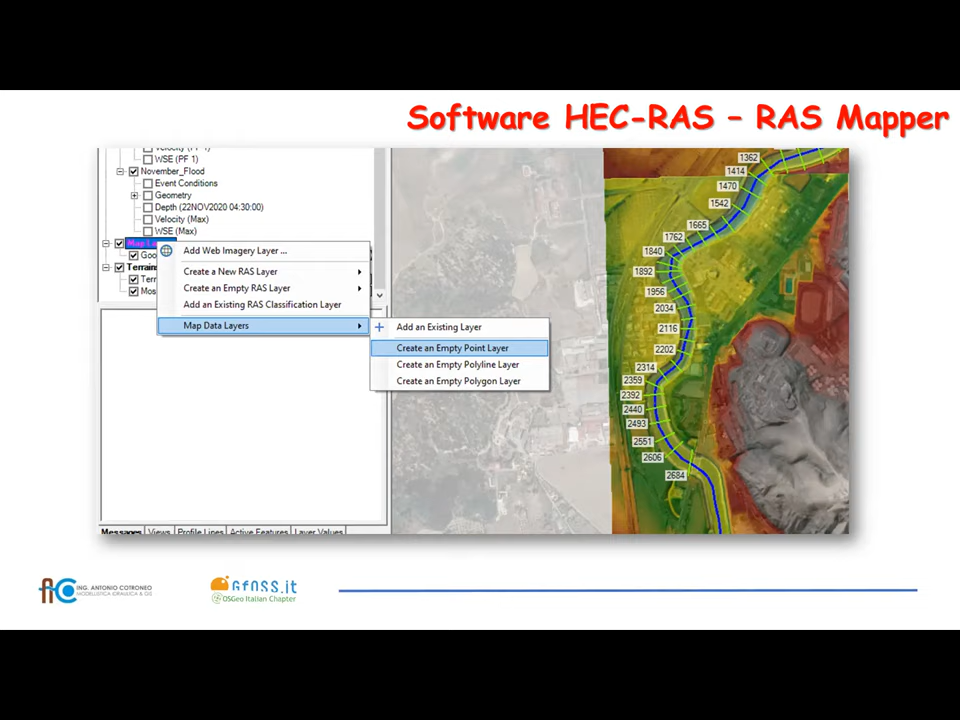 Software HEC-RAS – RAS Mapper
WSE (PF 1)
November_Flood
Event Conditions
Geometry
Depth (22NOV2020 04:30:00)
Velocity (Max)
WSE (Max)
Add Web Imagery Layer ...
Create a New RAS Layer
Create an Empty RAS Layer
Add an Existing RAS Classification Layer
Map Data Layers
Add an Existing Layer
Create an Empty Point Layer
Create an Empty Polyline Layer
Create an Empty Polygon Layer
Messages Views Profile Lines Active Features Layer Values
1362
1414
1470
1542
1665
1762
1840
1892
1956
2034
2116
2202
2314
2359
2392
2440
2493
2551
2606
2684
ING. ANTONIO COTRONEO
MODELLISTICA IDRAULICA & GIS
GFOSS.it
OSGeo Italian Chapter